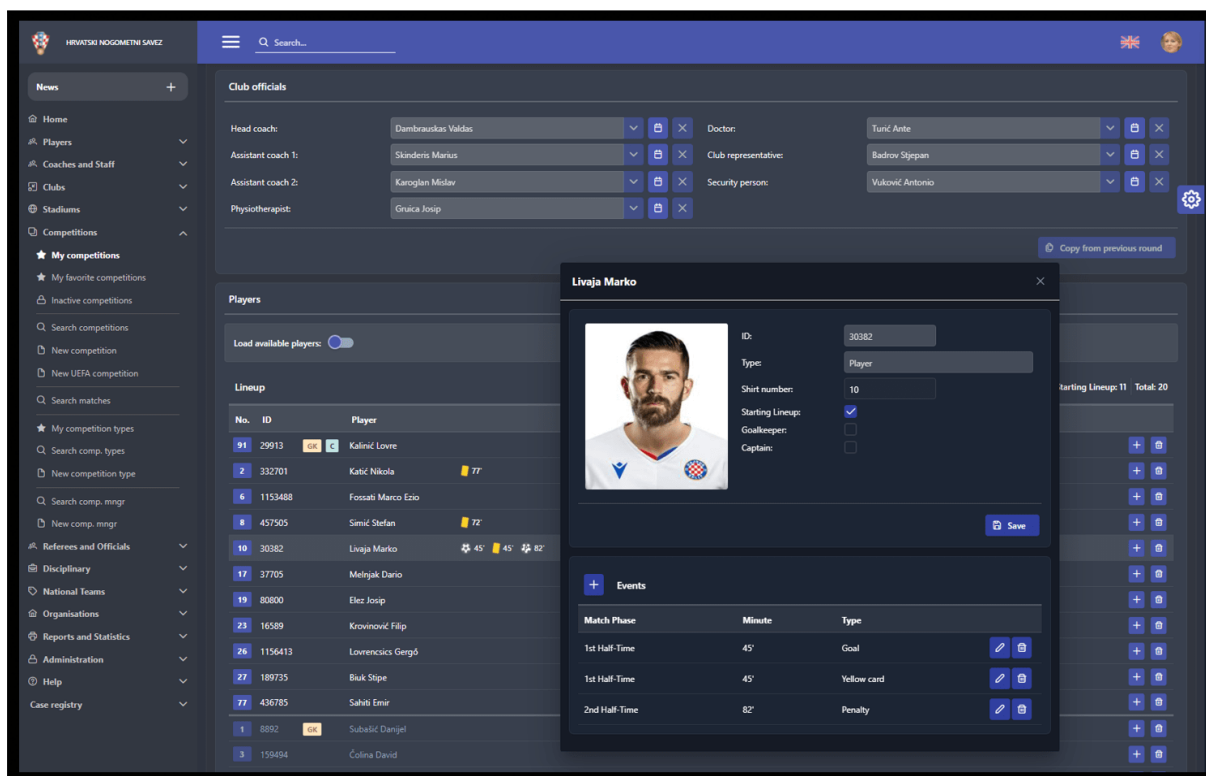 HRVATSKI NOGOMETNI SAVEZ
Search...
News
Home
Players
Coaches and Staff
Clubs
Stadiums
Competitions
My competitions
My favorite competitions
Inactive competitions
Search competitions
New competition
New UEFA competition
Search matches
My competition types
Search comp. types
New competition type
Search comp. mngr
New comp. mngr
Referees and Officials
Disciplinary
National Teams
Organisations
Reports and Statistics
Administration
Help
Case registry
Club officials
Head coach: Dambrauskas Valdas
Doctor: Turić Ante
Assistant coach 1: Skinderis Marius
Club representative: Badrov Stjepan
Assistant coach 2: Karoglan Mislav
Security person: Vuković Antonio
Physiotherapist: Gruica Josip
Copy from previous round
Players
Load available players:
Lineup
Starting Lineup: 11 Total: 20
No. ID Player
91 29913 GK C Kalinić Lovre
2 332701 Katić Nikola 77'
6 1153488 Fossati Marco Ezio
8 457505 Simić Stefan 72'
10 30382 Livaja Marko 45' 45' 82'
17 37705 Melnjak Dario
19 80800 Elez Josip
23 16589 Krovinović Filip
26 1156413 Lovrencsics Gergő
27 189735 Biuk Stipe
77 436785 Sahiti Emir
1 8892 GK Subašić Danijel
3 159494 Čolina David
Livaja Marko
ID: 30382
Type: Player
Shirt number: 10
Starting Lineup:
Goalkeeper:
Captain:
Save
Events
Match Phase Minute Type
1st Half-Time 45' Goal
1st Half-Time 45' Yellow card
2nd Half-Time 82' Penalty